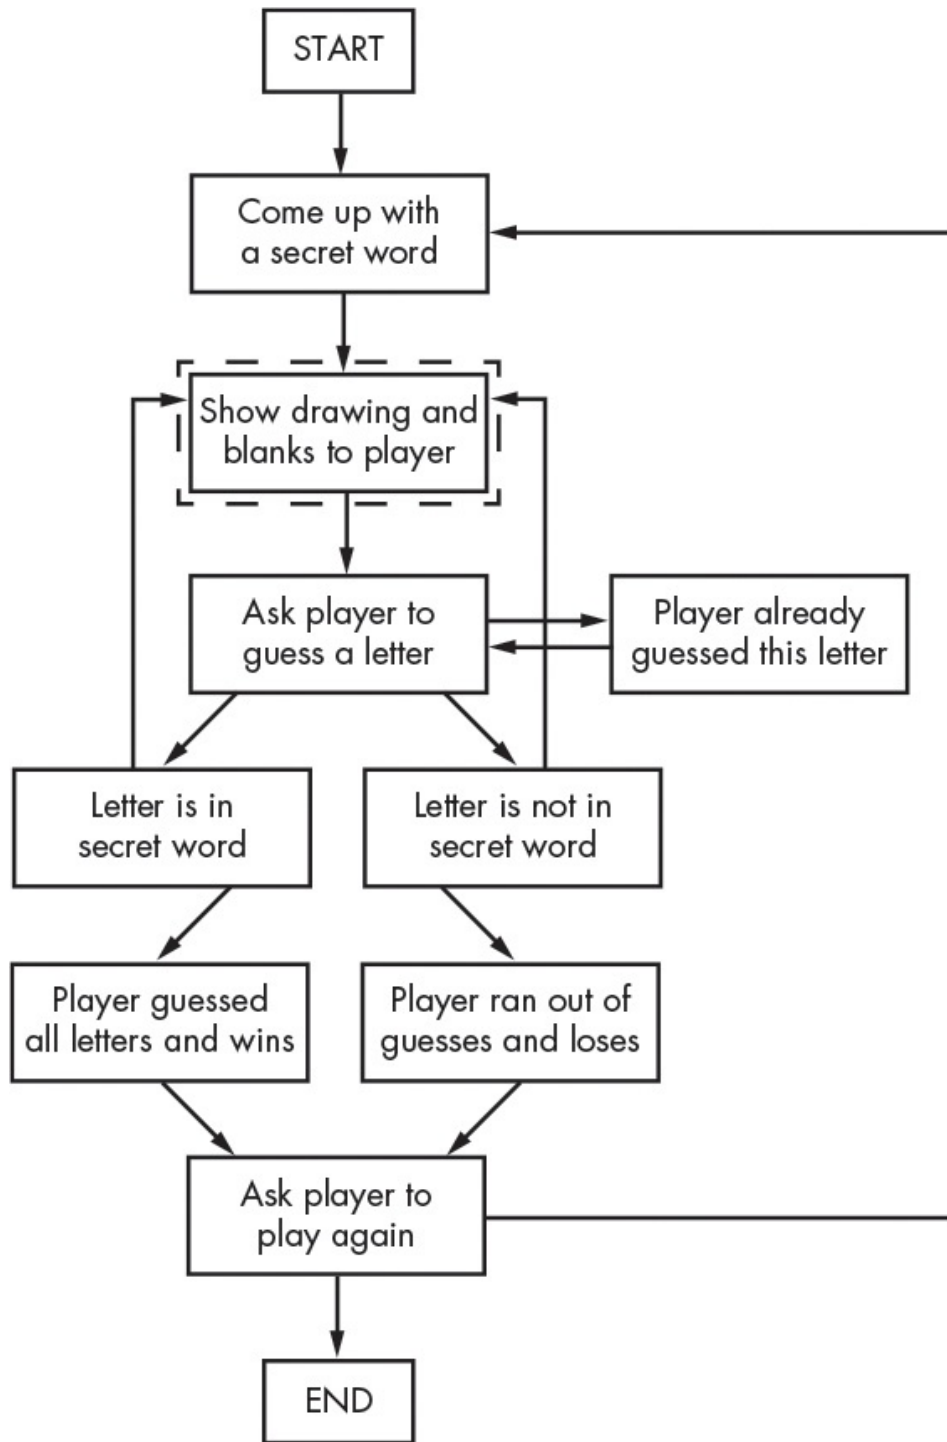 START
Come up with
a secret word
Show drawing and
blanks to player
Ask player to
guess a letter
Player already
guessed this letter
Letter is in
secret word
Letter is not in
secret word
Player guessed
all letters and wins
Player ran out of
guesses and loses
Ask player to
play again
END